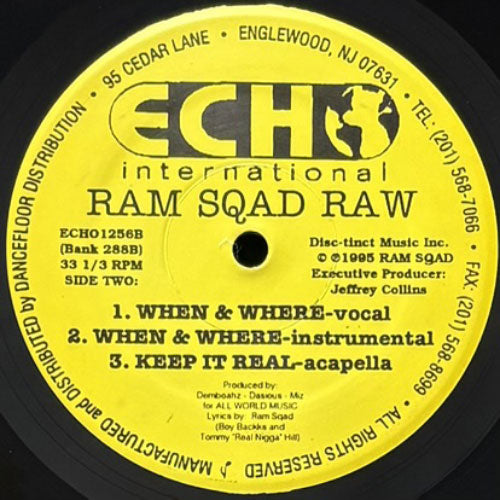 MANUFACTURED and DISTRIBUTED by DANCEFLOOR DISTRIBUTION • 95 CEDAR LANE • ENGLEWOOD, NJ 07631 • TEL: (201) 568-7066 • FAX: (201) 568-8699 • ALL RIGHTS RESERVED ♪
ECHO
international
RAM SQAD RAW
ECHO1256B
(Bank 288B)
33 1/3 RPM
SIDE TWO:
Disc-tinct Music Inc.
© ℗1995 RAM SQAD
Executive Producer:
Jeffrey Collins
1. WHEN & WHERE-vocal
2. WHEN & WHERE-instrumental
3. KEEP IT REAL-acapella
Produced by:
Demboahz - Dasious - Miz
for ALL WORLD MUSIC
Lyrics by: Ram Sqad
(Boy Backks and
Tommy "Real Nigga" Hill)